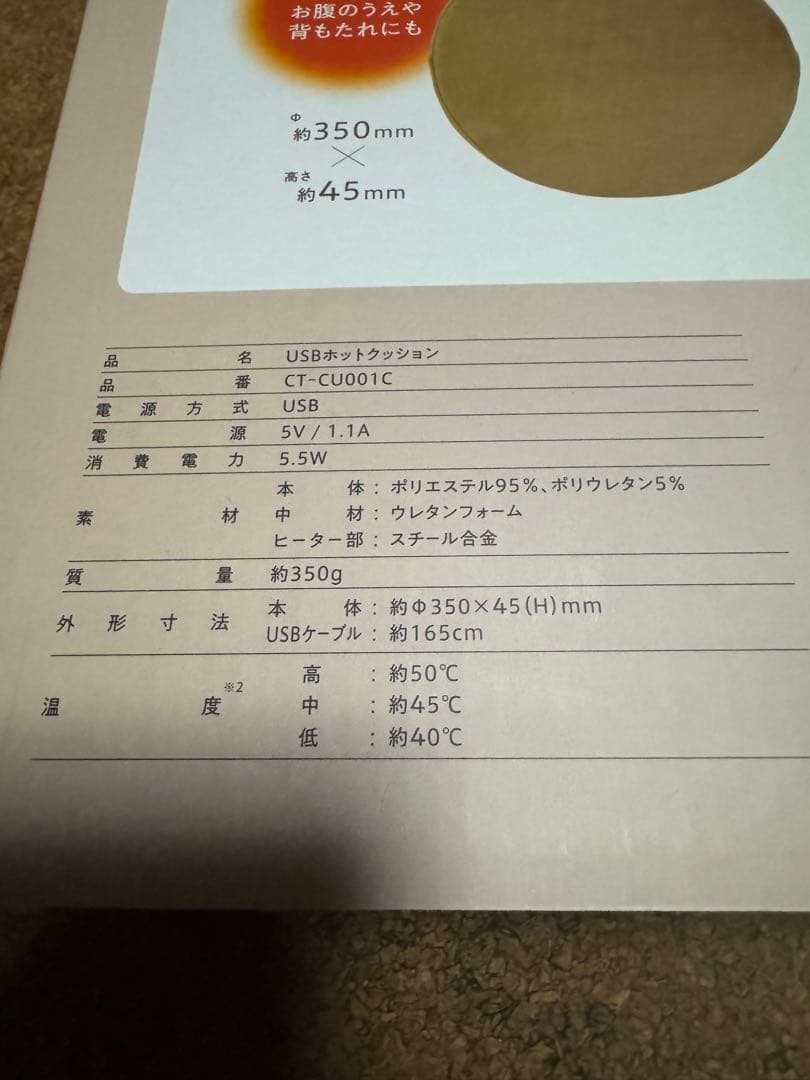 お腹のうえや
背もたれにも
Φ
約350mm
×
高さ
約45mm
品名 USBホットクッション
品番 CT-CU001C
電源方式 USB
電源 5V / 1.1A
消費電力 5.5W
素材 本体：ポリエステル95%、ポリウレタン5%
中材：ウレタンフォーム
ヒーター部：スチール合金
質量 約350g
外形寸法 本体：約Φ350×45(H)mm
USBケーブル：約165cm
温度※2 高：約50℃
中：約45℃
低：約40℃